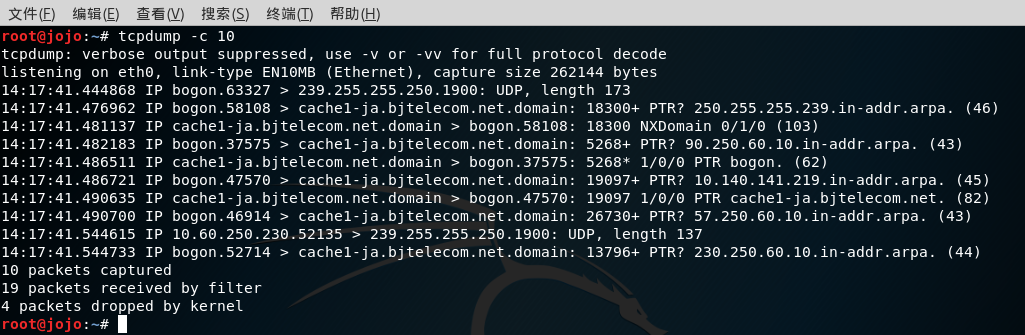 文件(F) 编辑(E) 查看(V) 搜索(S) 终端(T) 帮助(H)
root@jojo:~# tcpdump -c 10
tcpdump: verbose output suppressed, use -v or -vv for full protocol decode
listening on eth0, link-type EN10MB (Ethernet), capture size 262144 bytes
14:17:41.444868 IP bogon.63327 > 239.255.255.250.1900: UDP, length 173
14:17:41.476962 IP bogon.58108 > cache1-ja.bjtelecom.net.domain: 18300+ PTR? 250.255.255.239.in-addr.arpa. (46)
14:17:41.481137 IP cache1-ja.bjtelecom.net.domain > bogon.58108: 18300 NXDomain 0/1/0 (103)
14:17:41.482183 IP bogon.37575 > cache1-ja.bjtelecom.net.domain: 5268+ PTR? 90.250.60.10.in-addr.arpa. (43)
14:17:41.486511 IP cache1-ja.bjtelecom.net.domain > bogon.37575: 5268* 1/0/0 PTR bogon. (62)
14:17:41.486721 IP bogon.47570 > cache1-ja.bjtelecom.net.domain: 19097+ PTR? 10.140.141.219.in-addr.arpa. (45)
14:17:41.490635 IP cache1-ja.bjtelecom.net.domain > bogon.47570: 19097 1/0/0 PTR cache1-ja.bjtelecom.net. (82)
14:17:41.490700 IP bogon.46914 > cache1-ja.bjtelecom.net.domain: 26730+ PTR? 57.250.60.10.in-addr.arpa. (43)
14:17:41.544615 IP 10.60.250.230.52135 > 239.255.255.250.1900: UDP, length 137
14:17:41.544733 IP bogon.52714 > cache1-ja.bjtelecom.net.domain: 13796+ PTR? 230.250.60.10.in-addr.arpa. (44)
10 packets captured
19 packets received by filter
4 packets dropped by kernel
root@jojo:~#